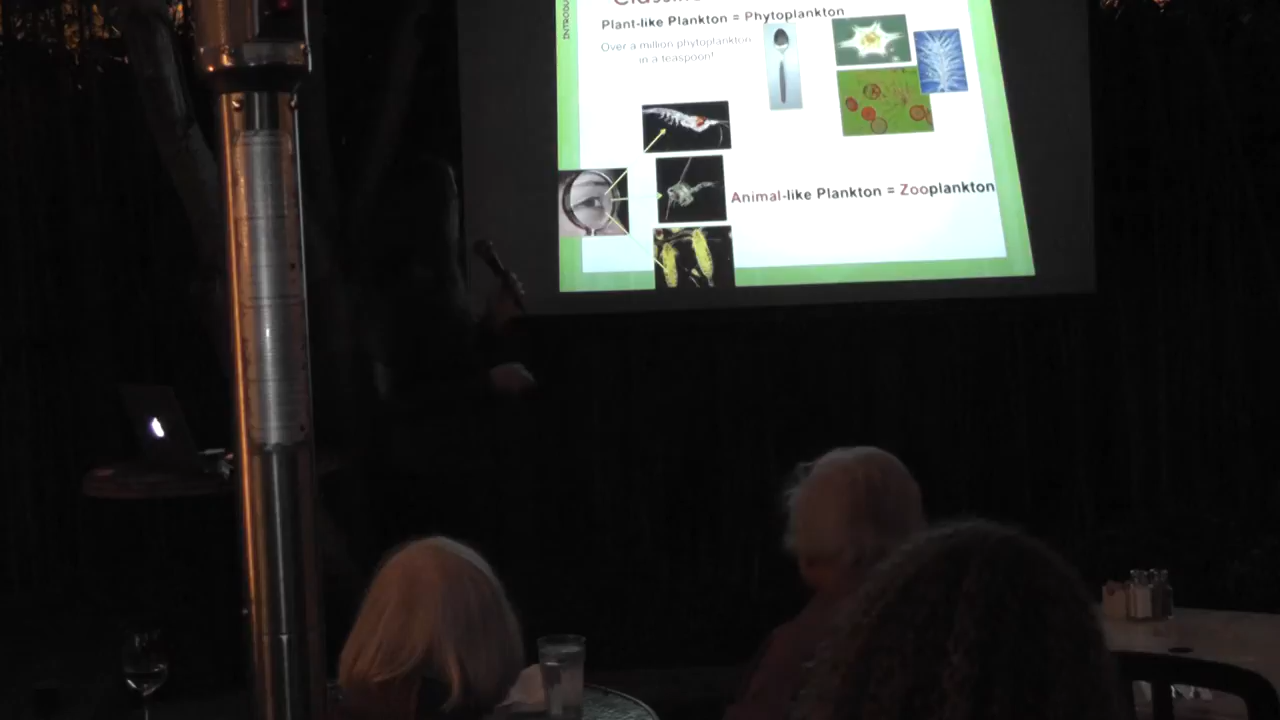 Plant-like Plankton = Phytoplankton
Over a million phytoplankton
in a teaspoon!
Animal-like Plankton = Zooplankton